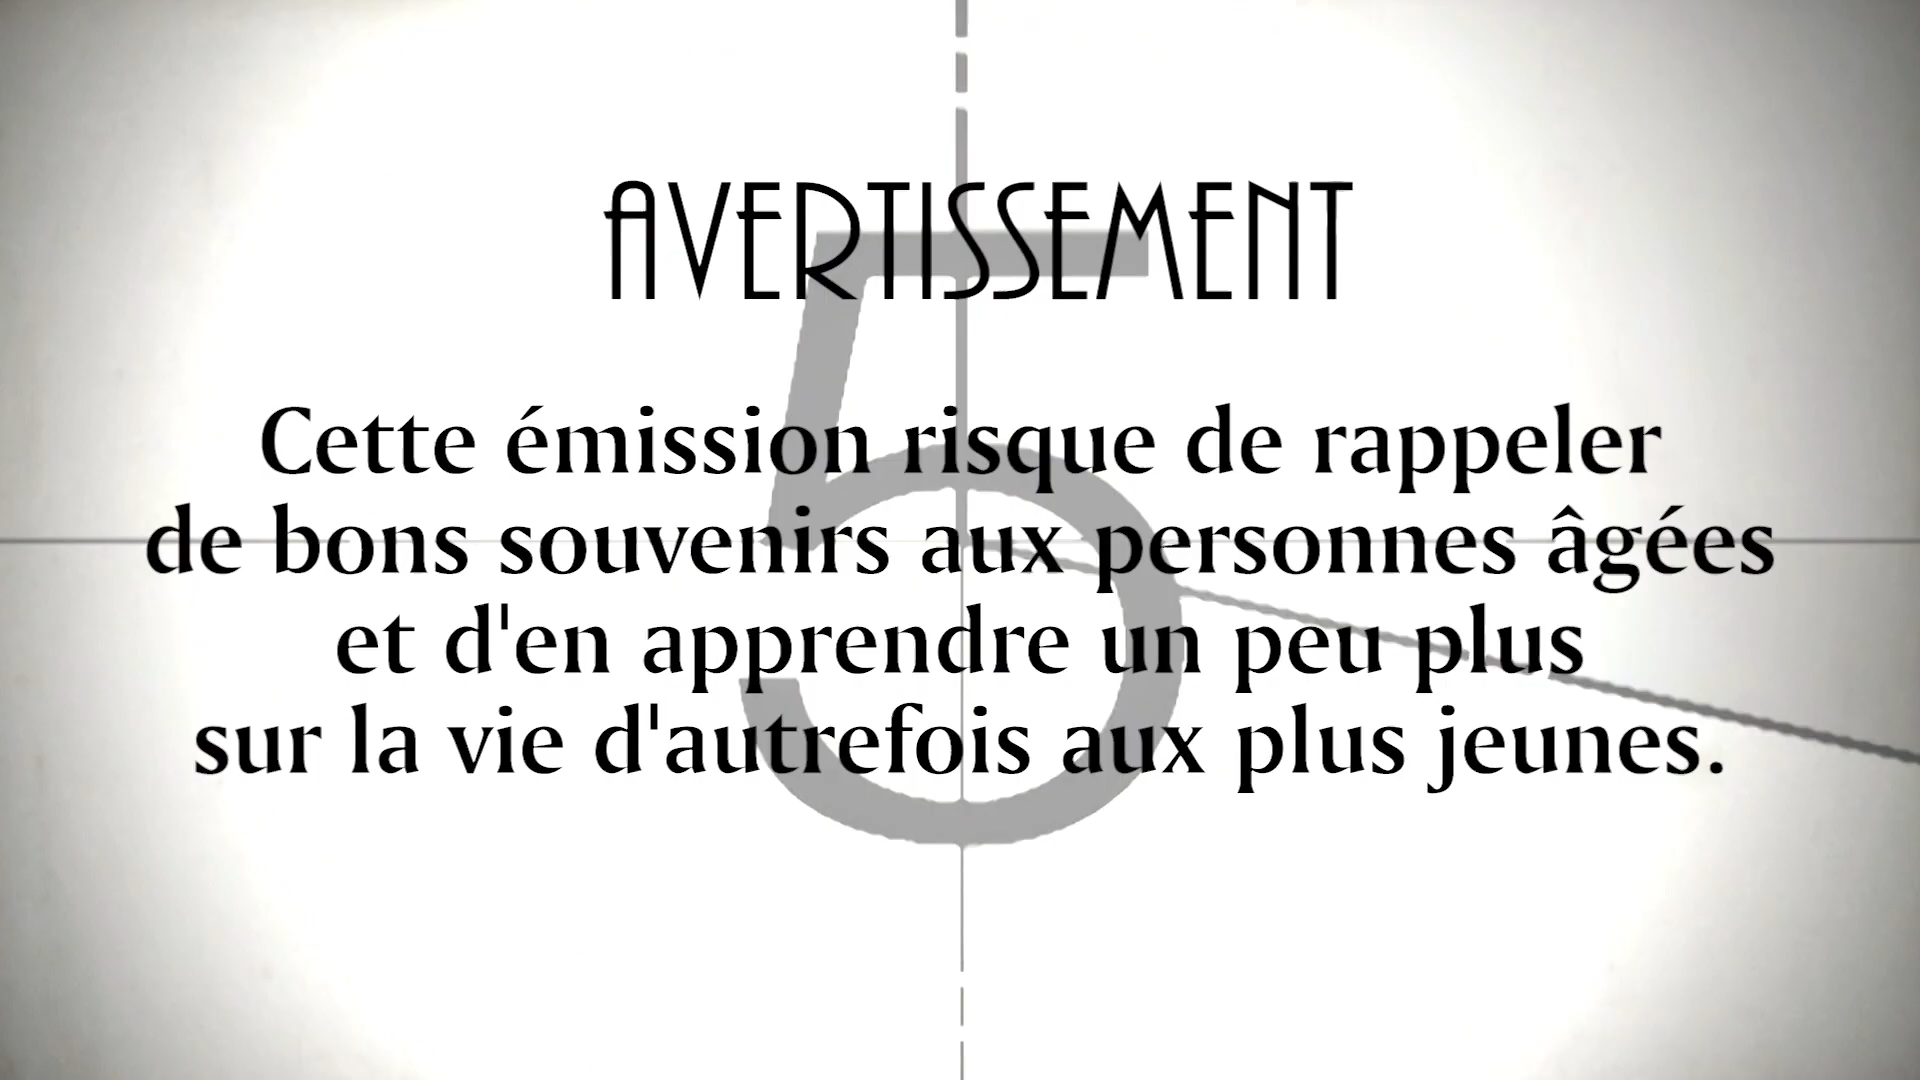 AVERTISSEMENT
Cette émission risque de rappeler
de bons souvenirs aux personnes âgées
et d'en apprendre un peu plus
sur la vie d'autrefois aux plus jeunes.
5